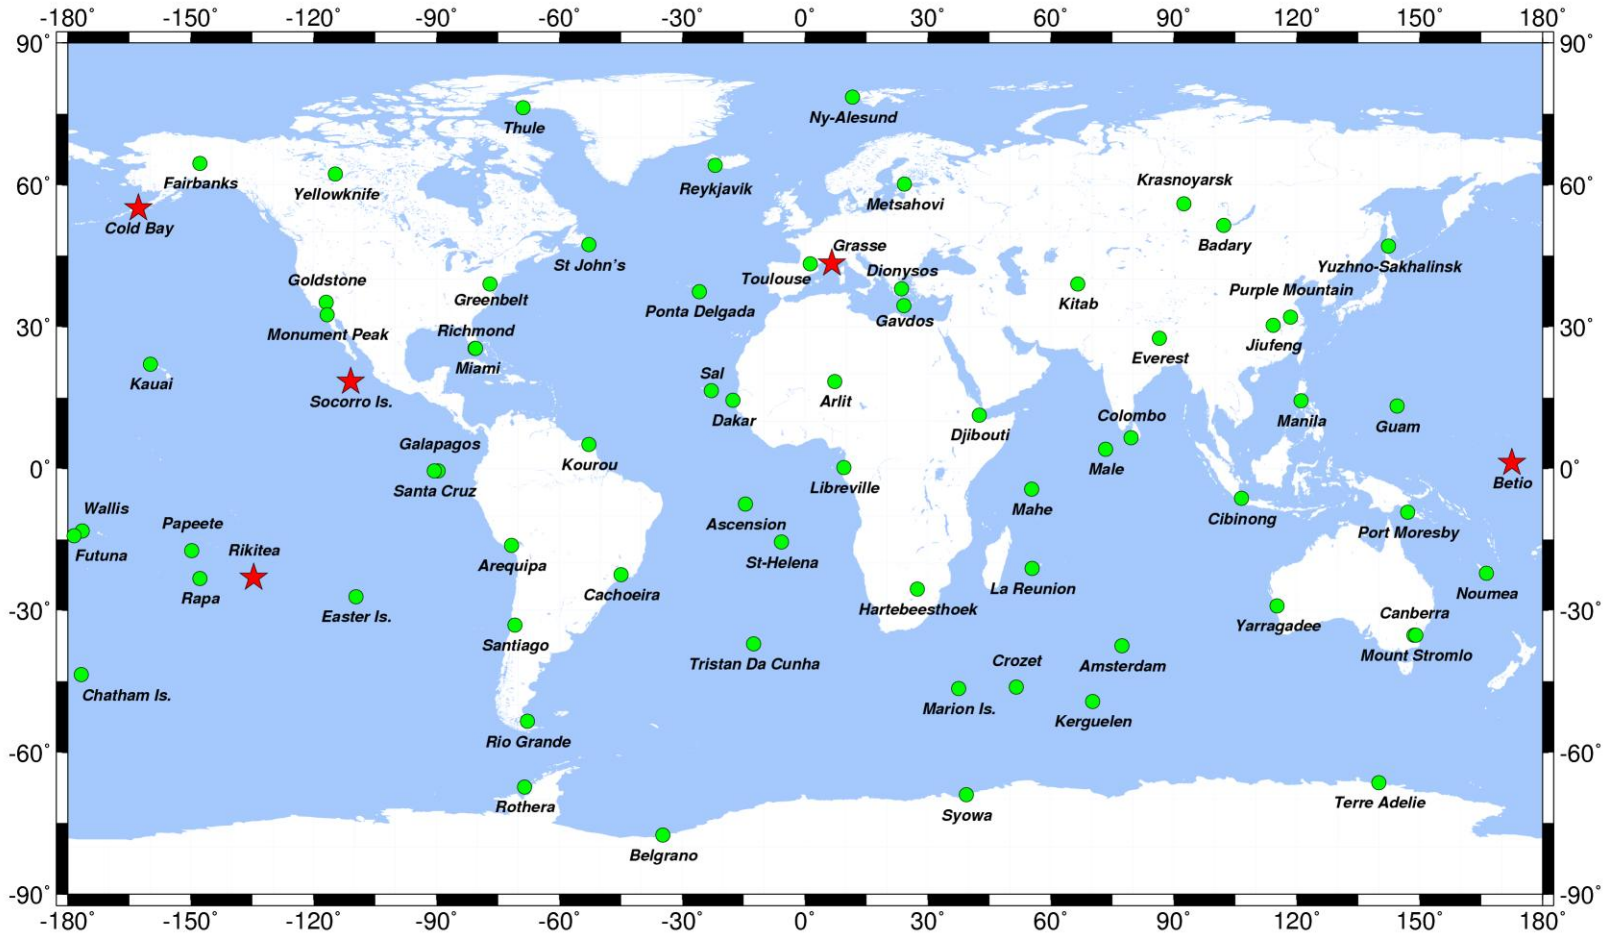 -180° -150° -120° -90° -60° -30° 0 30° 60° 90° 120° 150° 180°
90° 90°
Ny-Alesund
Thule
Fairbanks
Yellowknife
Reykjavik
Krasnoyarsk
60° 60°
Metsahovi
Cold Bay
Badary
Grasse
St John's
Yuzhno-Sakhalinsk
Dionysos
Toulouse
Goldstone
Purple Mountain
Greenbelt
Kitab
Ponta Delgada
Gavdos
30° 30°
Richmond
Monument Peak
Jiufeng
Everest
Miami
Sal
Kauai
Socorro Is.
Arlit
Colombo
Dakar
Manila
Guam
Djibouti
Galapagos
Kourou
Male
0° 0°
Betio
Libreville
Santa Cruz
Wallis
Mahe
Cibinong
Papeete
Ascension
Port Moresby
Rikitea
Futuna
St-Helena
Arequipa
La Reunion
Cachoeira
Noumea
Rapa
-30° -30°
Hartebeesthoek
Canberra
Easter Is.
Yarragadee
Santiago
Mount Stromlo
Crozet
Tristan Da Cunha
Amsterdam
Chatham Is.
Marion Is.
Kerguelen
Rio Grande
-60° -60°
Terre Adelie
Rothera
Syowa
Belgrano
-90° -90°
-180° -150° -120° -90° -60° -30° 0° 30° 60° 90° 120° 150° 180°